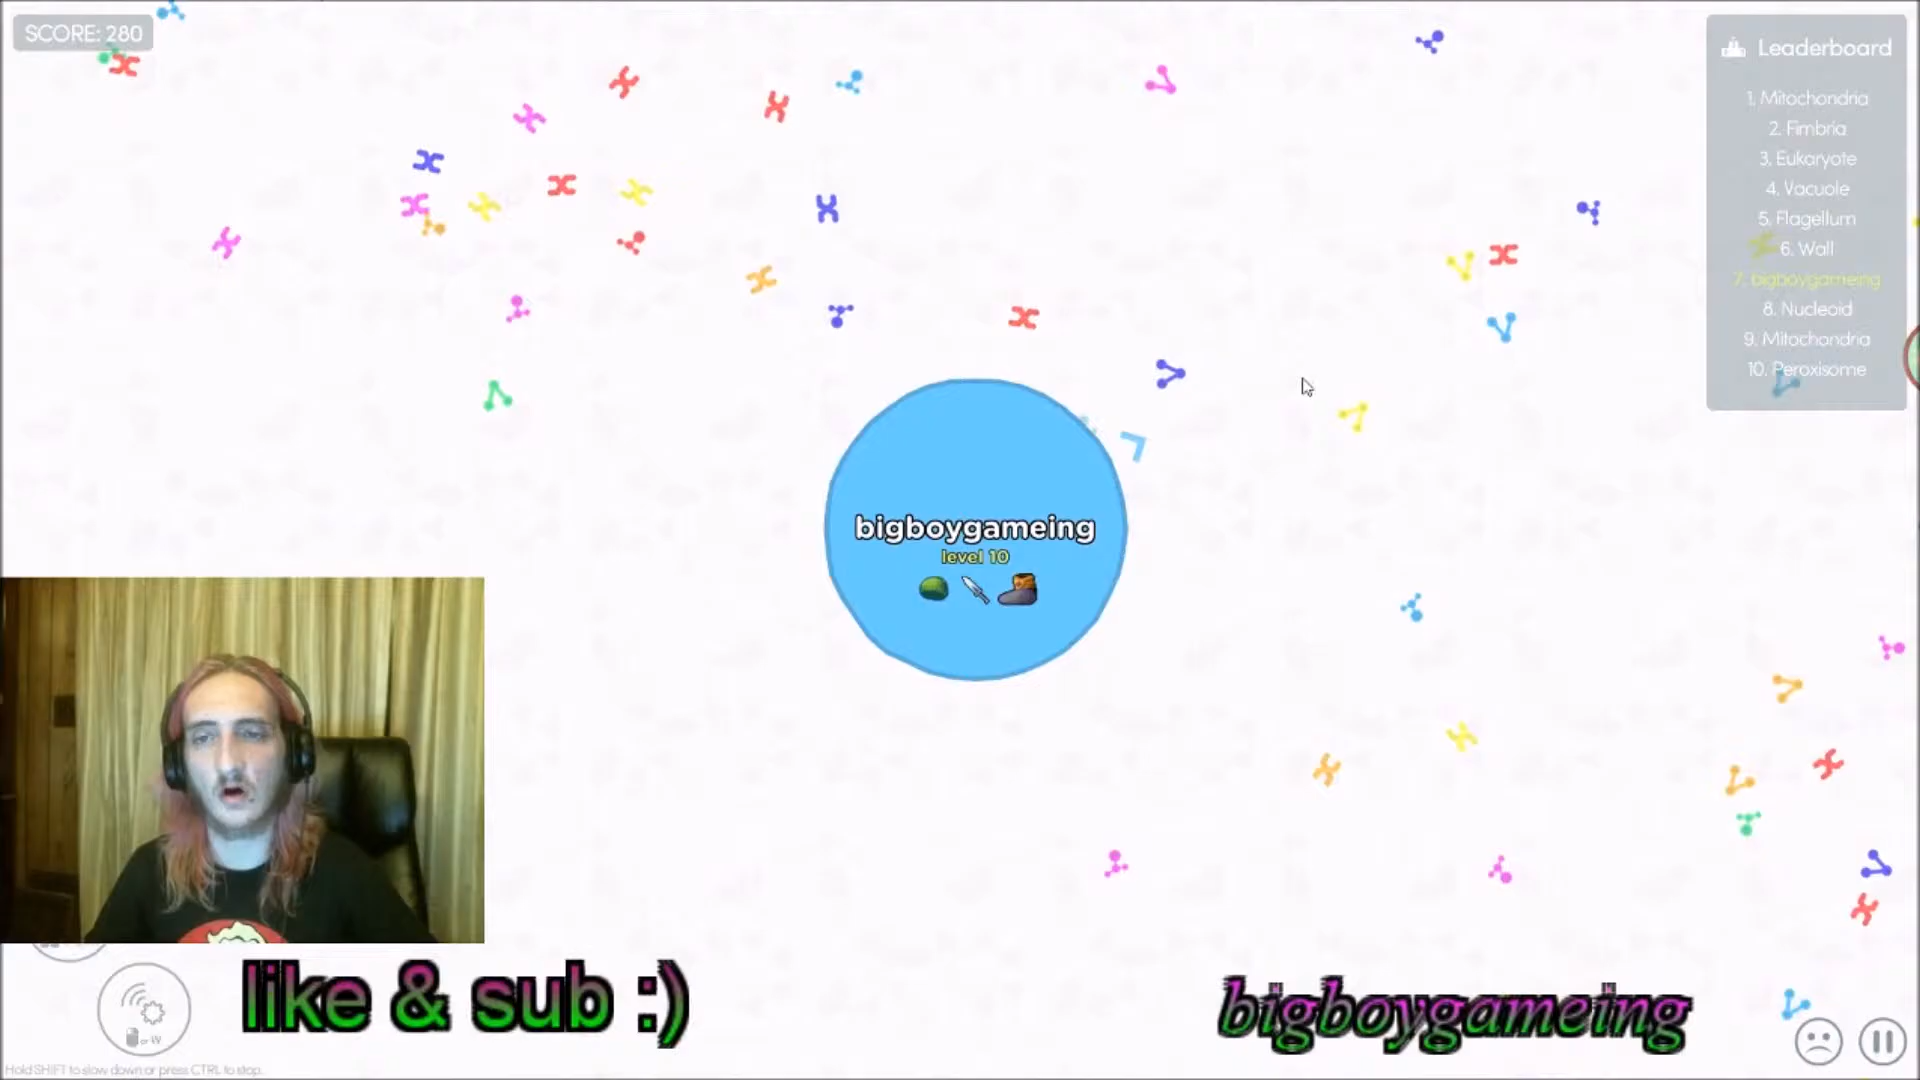 SCORE: 280
Leaderboard
1. Mitochondria
2. Fimbria
3. Eukaryote
4. Vacuole
5. Flagellum
6. Wall
7. bigboygameing
8. Nucleoid
9. Mitochondria
10. Peroxisome
bigboygameing
level 10
like & sub :)
bigboygameing
or W
Hold SHIFT to slow down or press CTRL to stop.